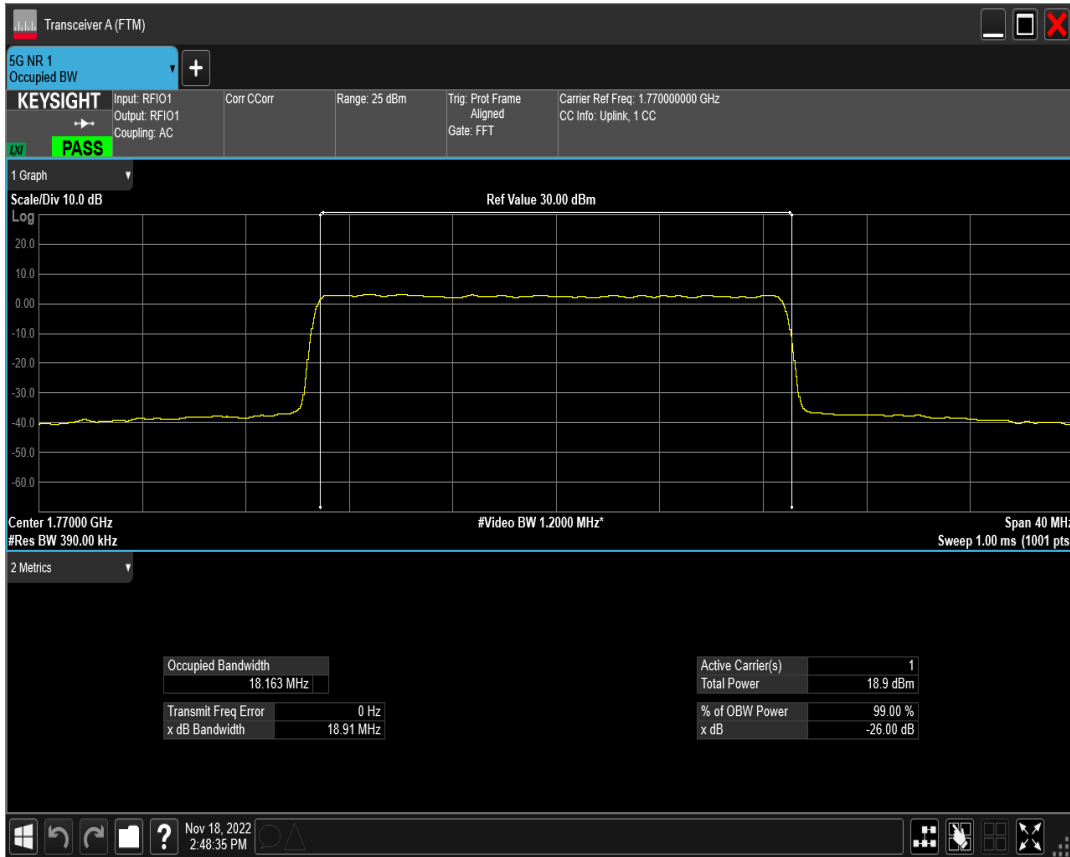 Transceiver A (FTM)
5G NR 1
Occupied BW
+
KEYSIGHT
LXI
PASS
Input: RFIO1
Output: RFIO1
Coupling: AC
Corr CCorr
Range: 25 dBm
Trig: Prot Frame
Aligned
Gate: FFT
Carrier Ref Freq: 1.770000000 GHz
CC Info: Uplink, 1 CC
1 Graph
Scale/Div 10.0 dB
Ref Value 30.00 dBm
Log
20.0
10.0
0.00
-10.0
-20.0
-30.0
-40.0
-50.0
-60.0
Center 1.77000 GHz
#Video BW 1.2000 MHz*
Span 40 MHz
#Res BW 390.00 kHz
Sweep 1.00 ms (1001 pts
2 Metrics
Occupied Bandwidth
18.163 MHz
Transmit Freq Error 0 Hz
x dB Bandwidth 18.91 MHz
Active Carrier(s) 1
Total Power 18.9 dBm
% of OBW Power 99.00 %
x dB -26.00 dB
?
Nov 18, 2022
2:48:35 PM